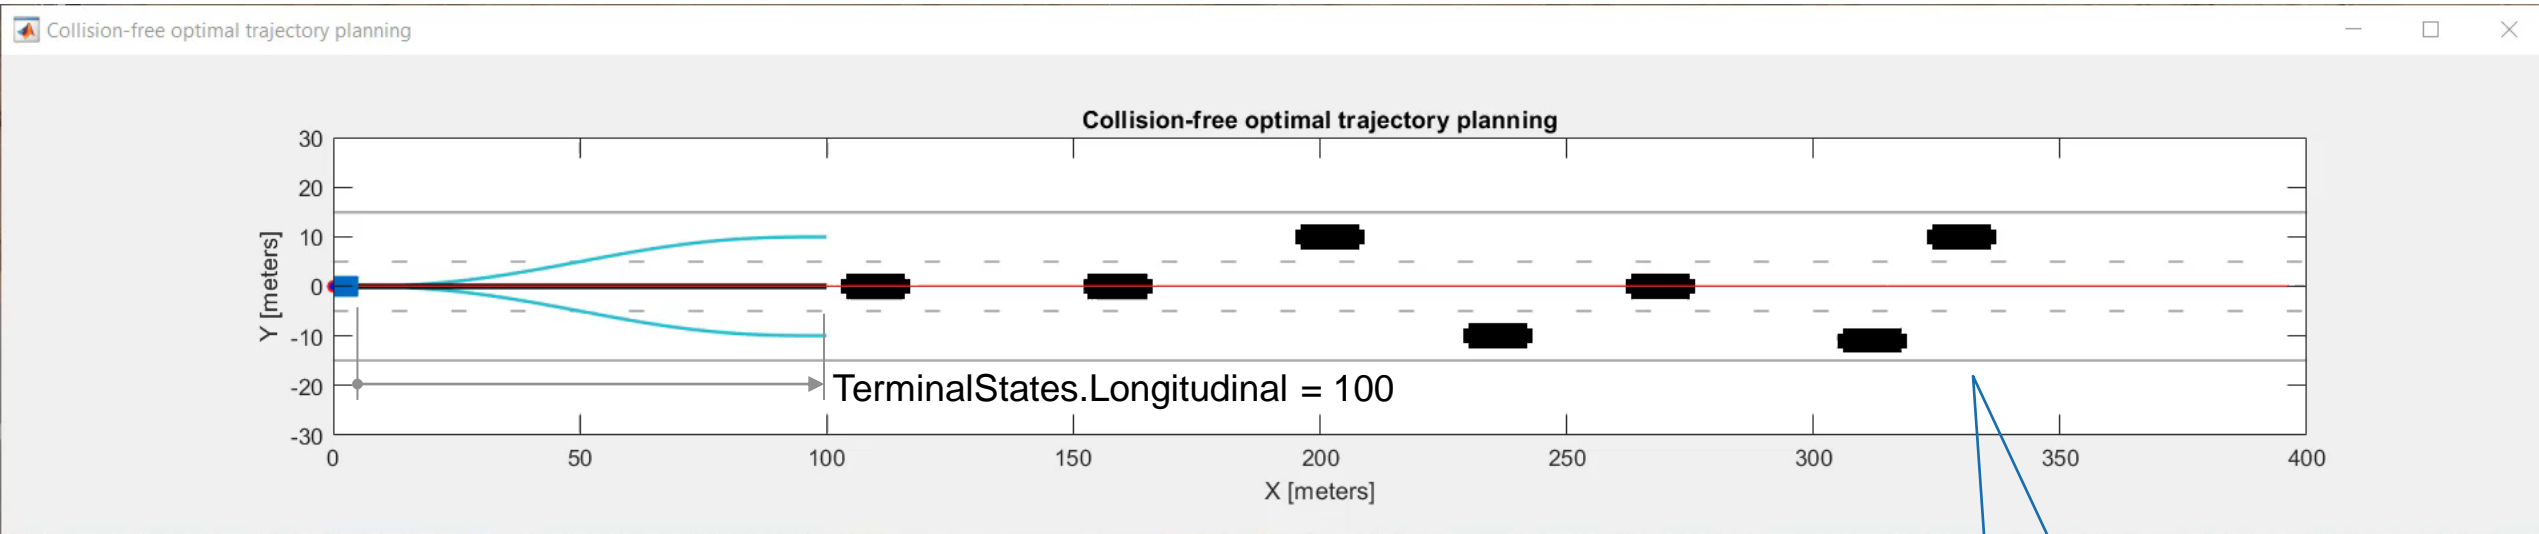 Collision-free optimal trajectory planning
Collision-free optimal trajectory planning
30
20
10
0
-10
-20
-30
Y [meters]
TerminalStates.Longitudinal = 100
0 50 100 150 200 250 300 350 400
X [meters]